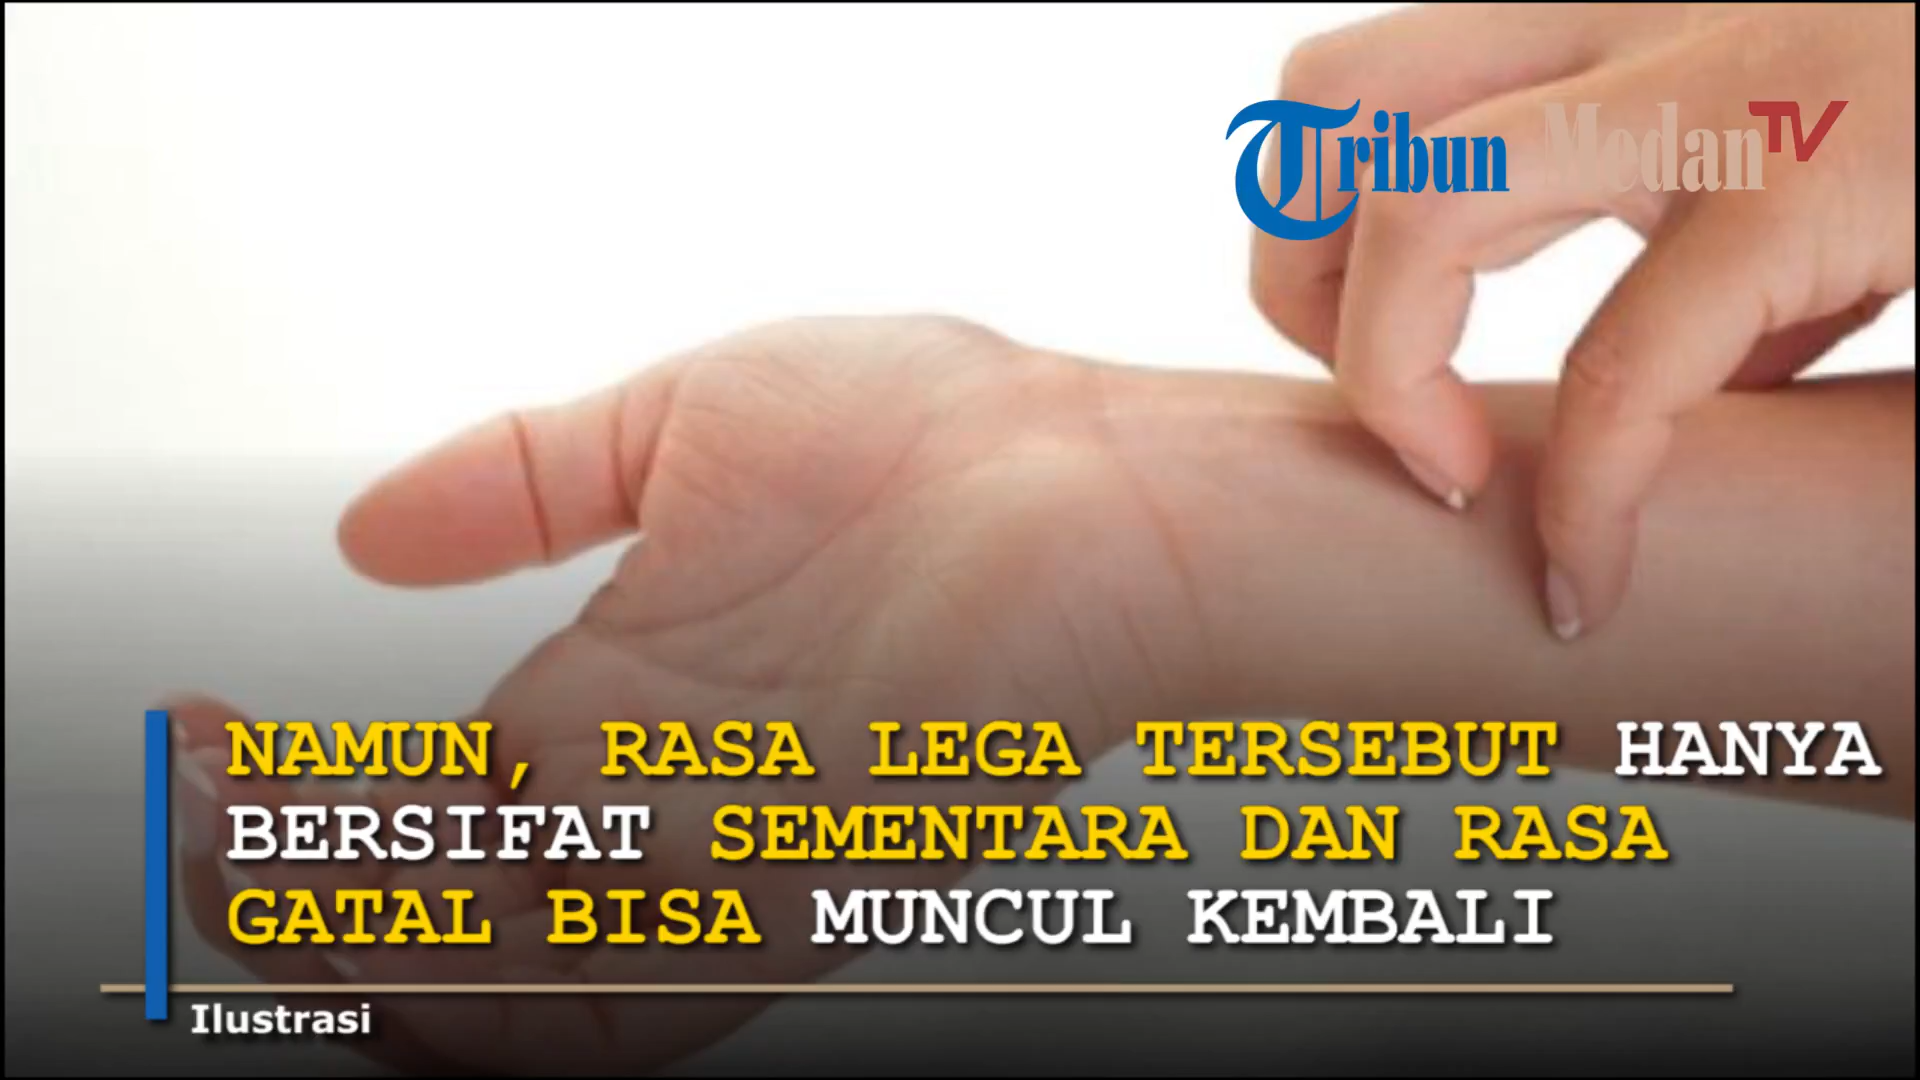 Tribun MedanTV
NAMUN, RASA LEGA TERSEBUT HANYA
BERSIFAT SEMENTARA DAN RASA
GATAL BISA MUNCUL KEMBALI
Ilustrasi